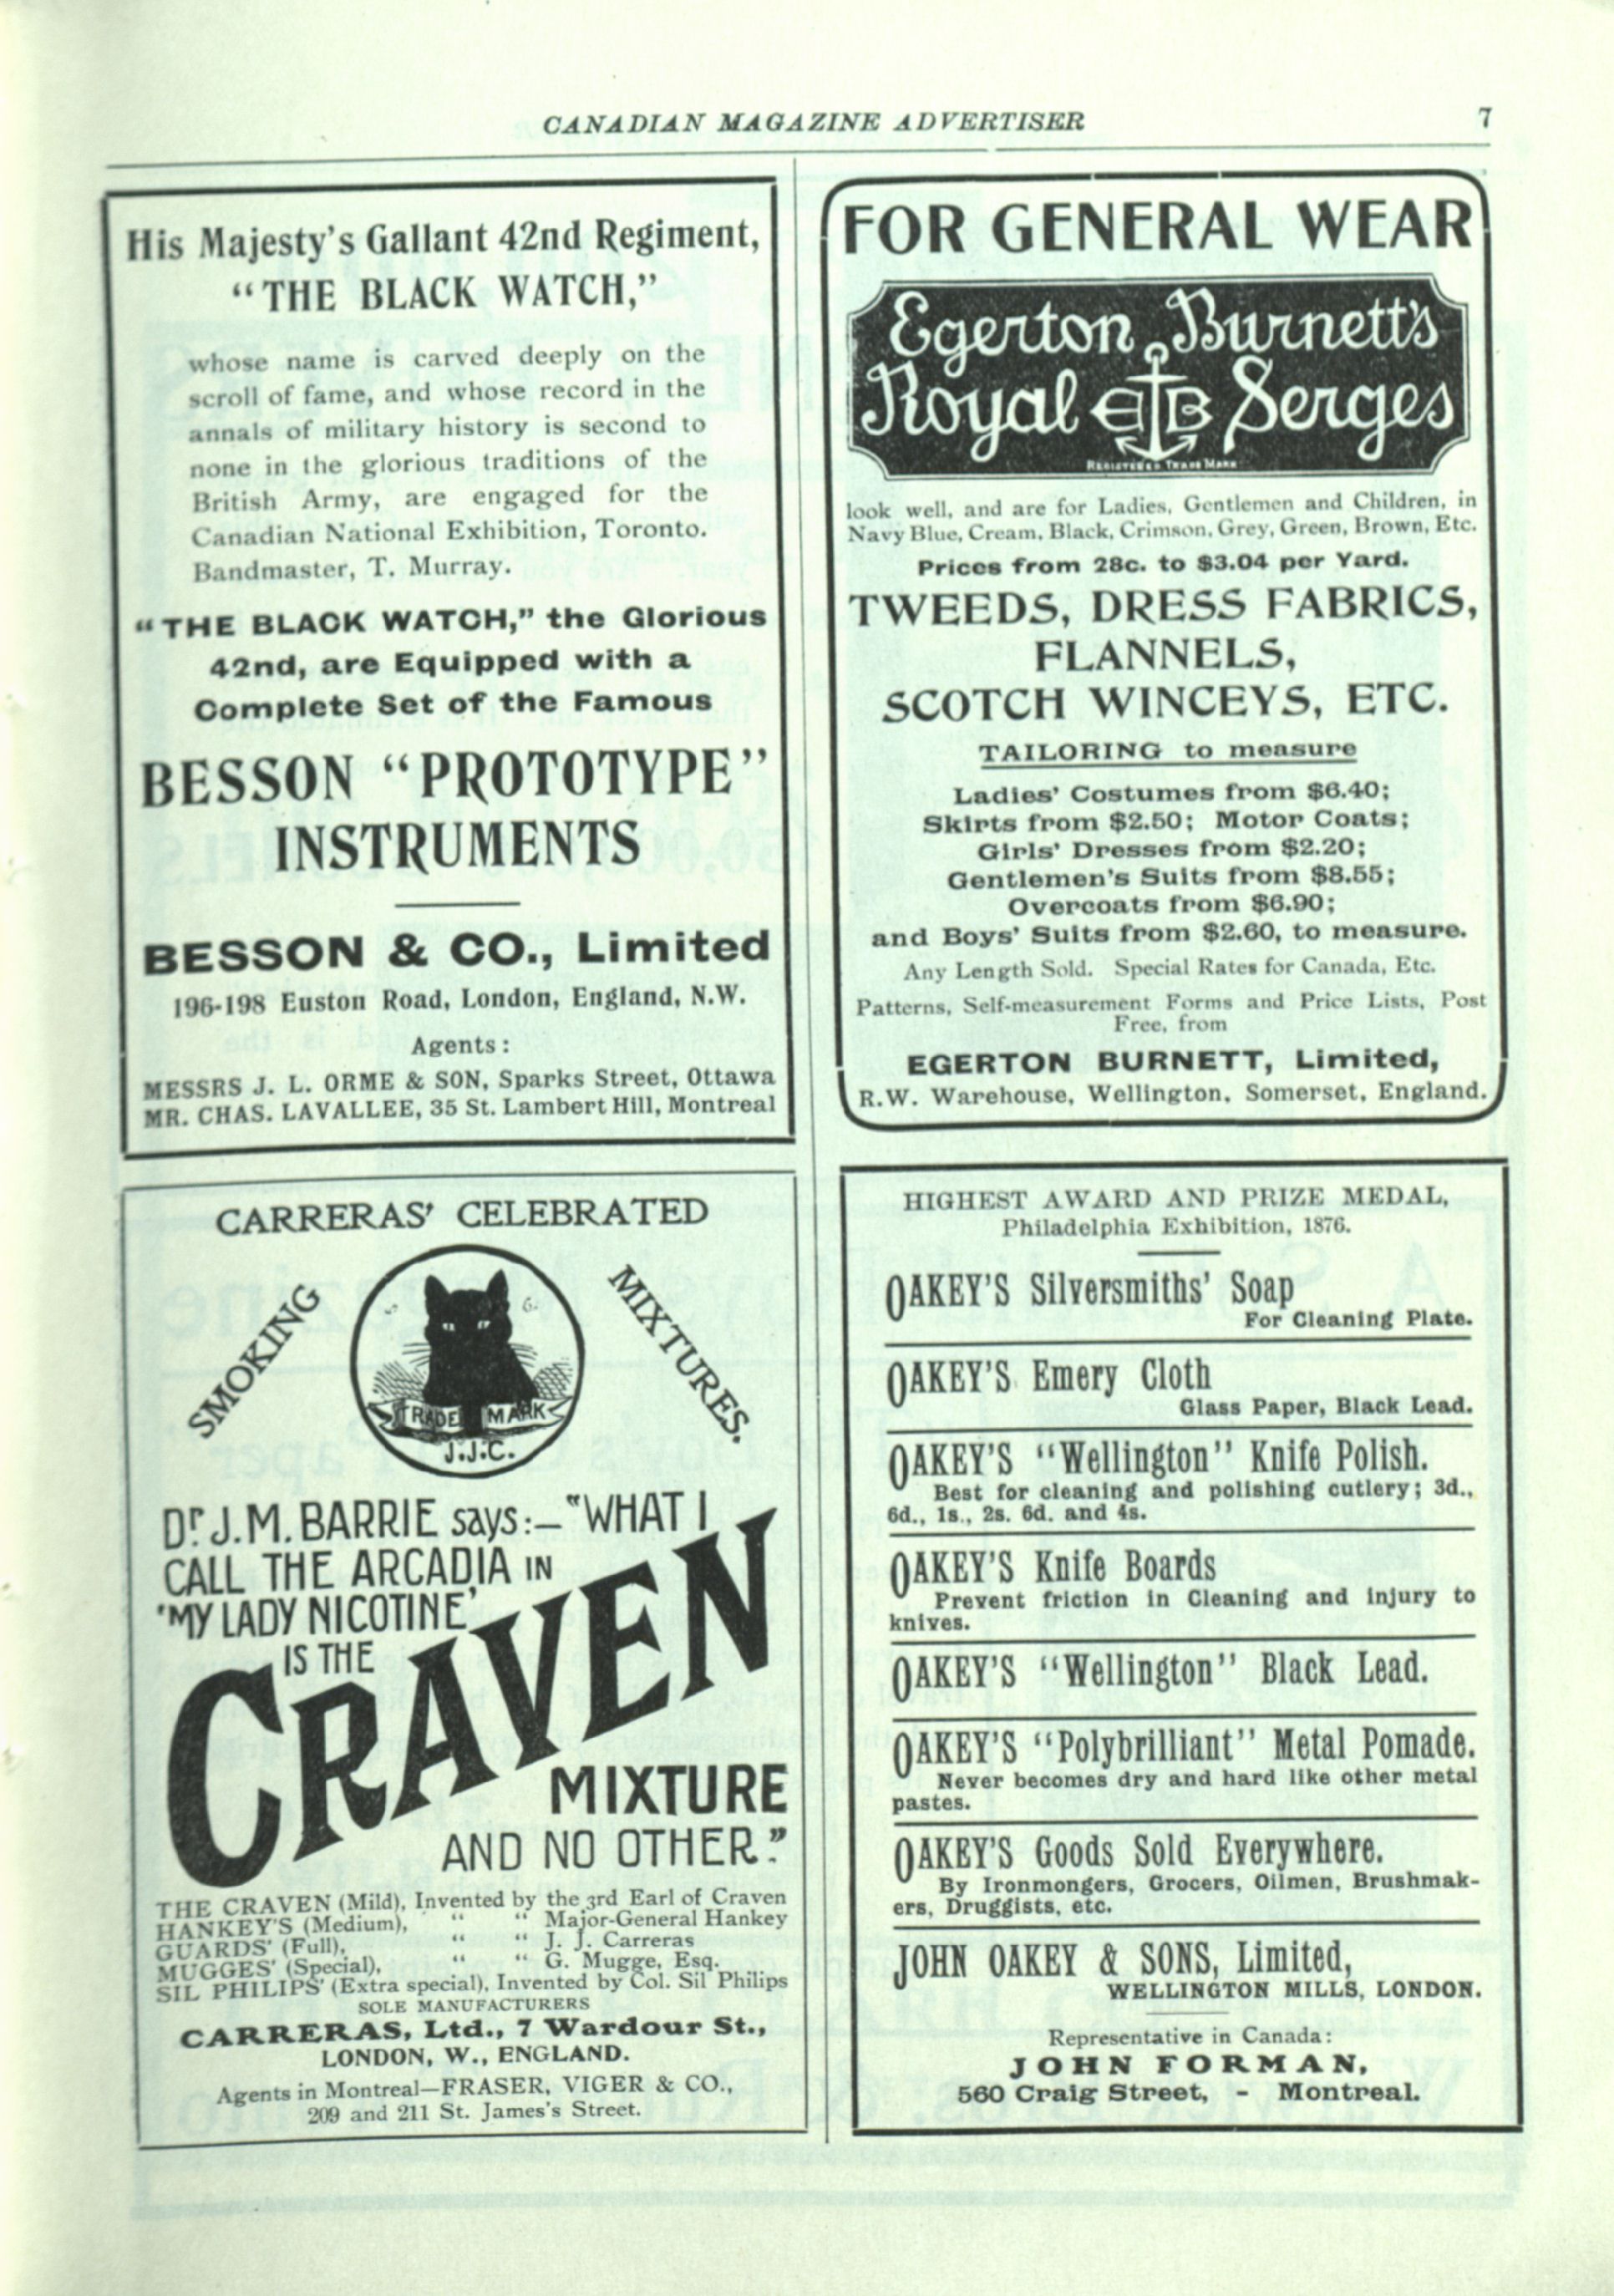 CANADIAN MAGAZINE ADVERTISER 7
His Majesty's Gallant 42nd Regiment,
"THE BLACK WATCH,"
whose name is carved deeply on the
scroll of fame, and whose record in the
annals of military history is second to
none in the glorious traditions of the
British Army, are engaged for the
Canadian National Exhibition, Toronto.
Bandmaster, T. Murray.
"THE BLACK WATCH," the Glorious
42nd, are Equipped with a
Complete Set of the Famous
BESSON "PROTOTYPE"
INSTRUMENTS
BESSON & CO., Limited
196-198 Euston Road, London, England, N.W.
Agents:
MESSRS J. L. ORME & SON, Sparks Street, Ottawa
MR. CHAS. LAVALLEE, 35 St. Lambert Hill, Montreal
FOR GENERAL WEAR
Egerton Burnett's
Royal EB Serges
REGISTERED TRADE MARK
look well, and are for Ladies, Gentlemen and Children, in
Navy Blue, Cream, Black, Crimson, Grey, Green, Brown, Etc.
Prices from 28c. to $3.04 per Yard.
TWEEDS, DRESS FABRICS,
FLANNELS,
SCOTCH WINCEYS, ETC.
TAILORING to measure
Ladies' Costumes from $6.40;
Skirts from $2.50; Motor Coats;
Girls' Dresses from $2.20;
Gentlemen's Suits from $8.55;
Overcoats from $6.90;
and Boys' Suits from $2.60, to measure.
Any Length Sold. Special Rates for Canada, Etc.
Patterns, Self-measurement Forms and Price Lists, Post
Free, from
EGERTON BURNETT, Limited,
R.W. Warehouse, Wellington, Somerset, England.
CARRERAS' CELEBRATED
SMOKING
MIXTURES.
TRADE MARK
J.J.C.
Dr J.M. BARRIE says:—"WHAT I
CALL THE ARCADIA IN
'MY LADY NICOTINE,'
IS THE
CRAVEN
MIXTURE
AND NO OTHER."
THE CRAVEN (Mild), Invented by the 3rd Earl of Craven
HANKEY'S (Medium), " " Major-General Hankey
GUARDS' (Full), " " J. J. Carreras
MUGGES' (Special), " " G. Mugge, Esq.
SIL PHILIPS' (Extra special), Invented by Col. Sil Philips
SOLE MANUFACTURERS
CARRERAS, Ltd., 7 Wardour St.,
LONDON, W., ENGLAND.
Agents in Montreal—FRASER, VIGER & CO.,
209 and 211 St. James's Street.
HIGHEST AWARD AND PRIZE MEDAL,
Philadelphia Exhibition, 1876.
OAKEY'S Silversmiths' Soap
For Cleaning Plate.
OAKEY'S Emery Cloth
Glass Paper, Black Lead.
OAKEY'S "Wellington" Knife Polish.
Best for cleaning and polishing cutlery; 3d.,
6d., 1s., 2s. 6d. and 4s.
OAKEY'S Knife Boards
Prevent friction in Cleaning and injury to
knives.
OAKEY'S "Wellington" Black Lead.
OAKEY'S "Polybrilliant" Metal Pomade.
Never becomes dry and hard like other metal
pastes.
OAKEY'S Goods Sold Everywhere.
By Ironmongers, Grocers, Oilmen, Brushmak-
ers, Druggists, etc.
JOHN OAKEY & SONS, Limited,
WELLINGTON MILLS, LONDON.
Representative in Canada:
JOHN FORMAN,
560 Craig Street, - Montreal.